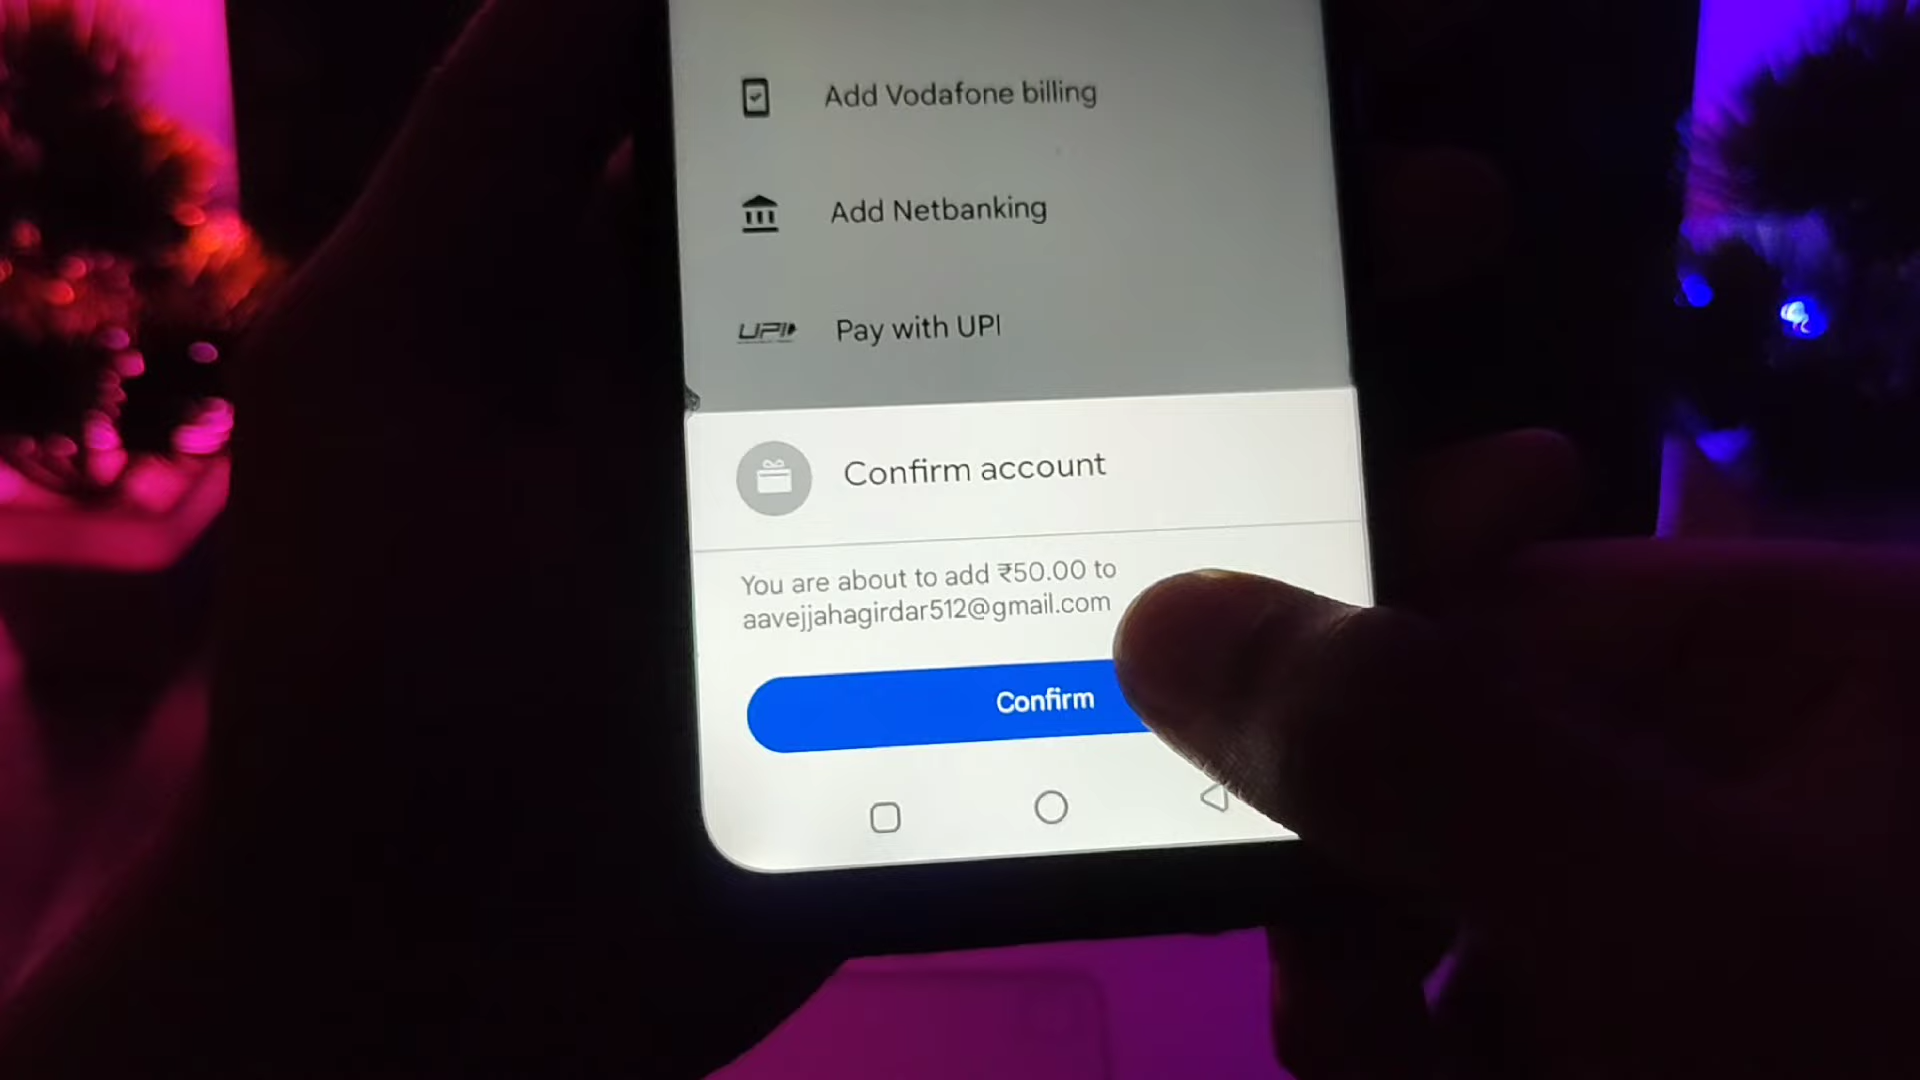 Add Vodafone billing
Add Netbanking
UPI
Pay with UPI
Confirm account
You are about to add ₹50.00 to
aavejjahagirdar512@gmail.com
Confirm